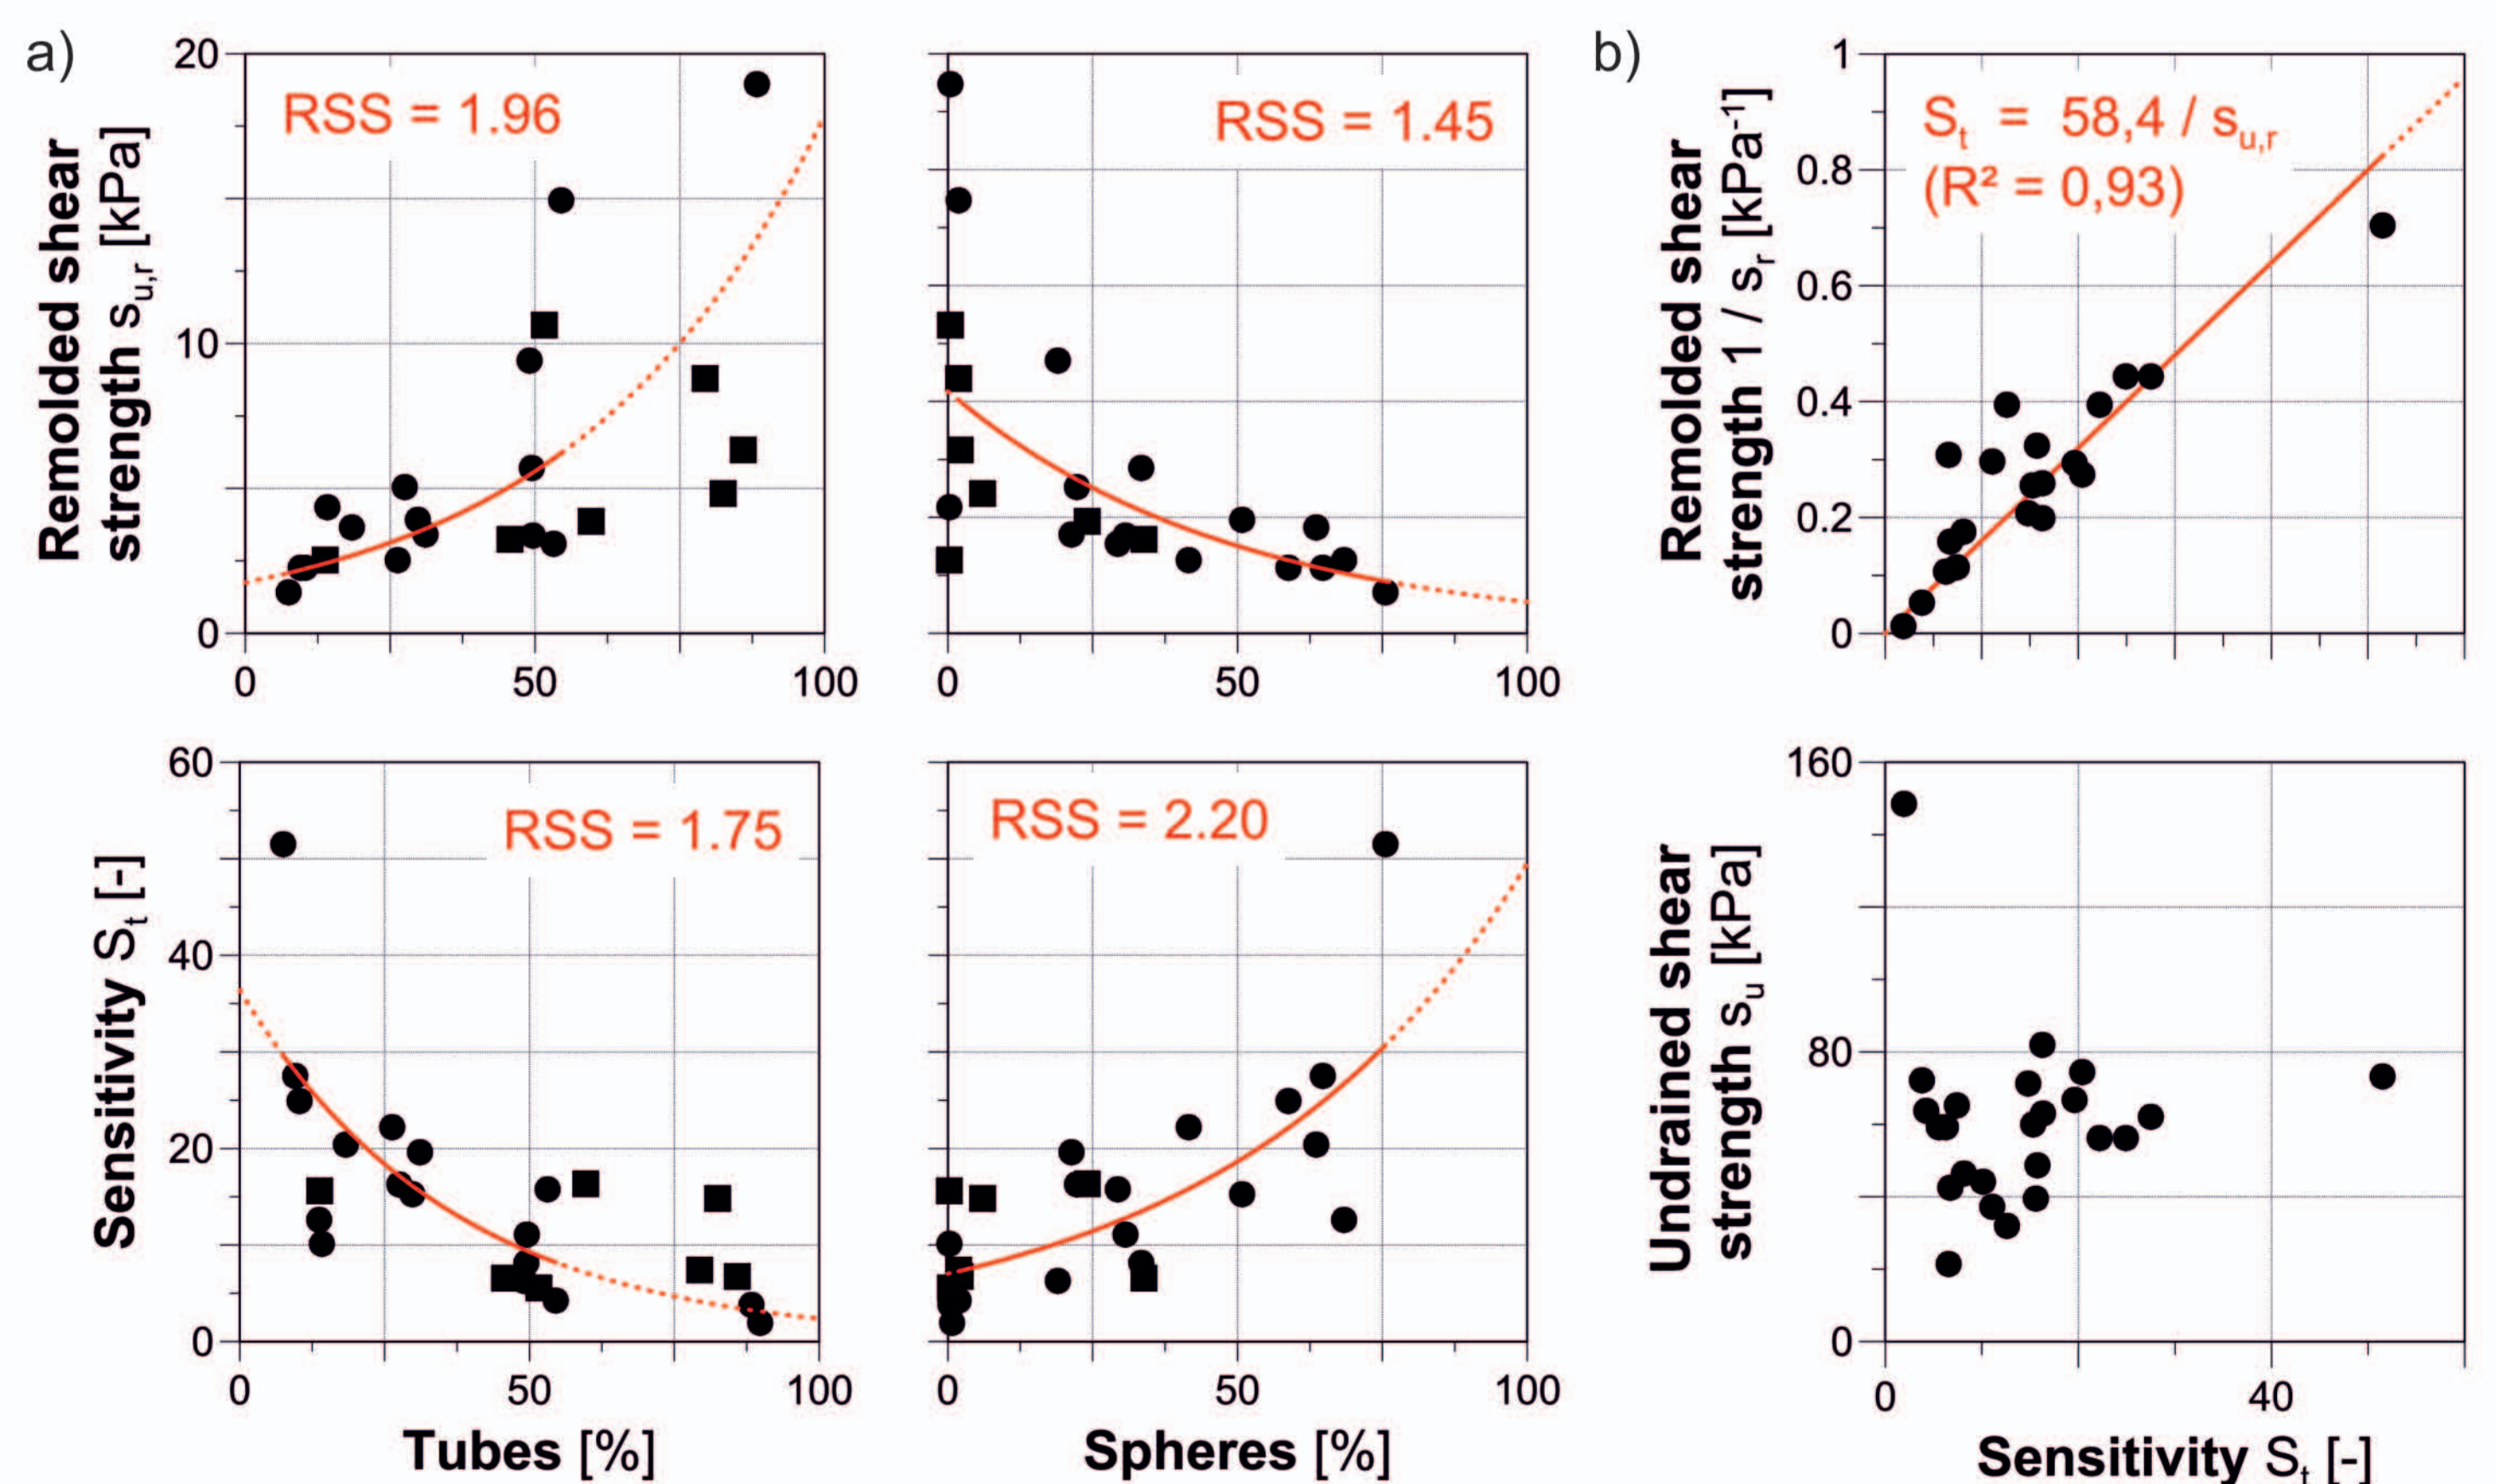 a)
Remolded shear
strength su,r [kPa]
20
10
0
RSS = 1.96
0
50
100
RSS = 1.45
0
50
100
b)
Remolded shear
strength 1 / sr [kPa-1]
1
0.8
0.6
0.4
0.2
0
St = 58,4 / su,r
(R² = 0,93)
Sensitivity St [-]
60
40
20
0
RSS = 1.75
0
50
100
Tubes [%]
RSS = 2.20
0
50
100
Spheres [%]
Undrained shear
strength su [kPa]
160
80
0
0
40
Sensitivity St [-]